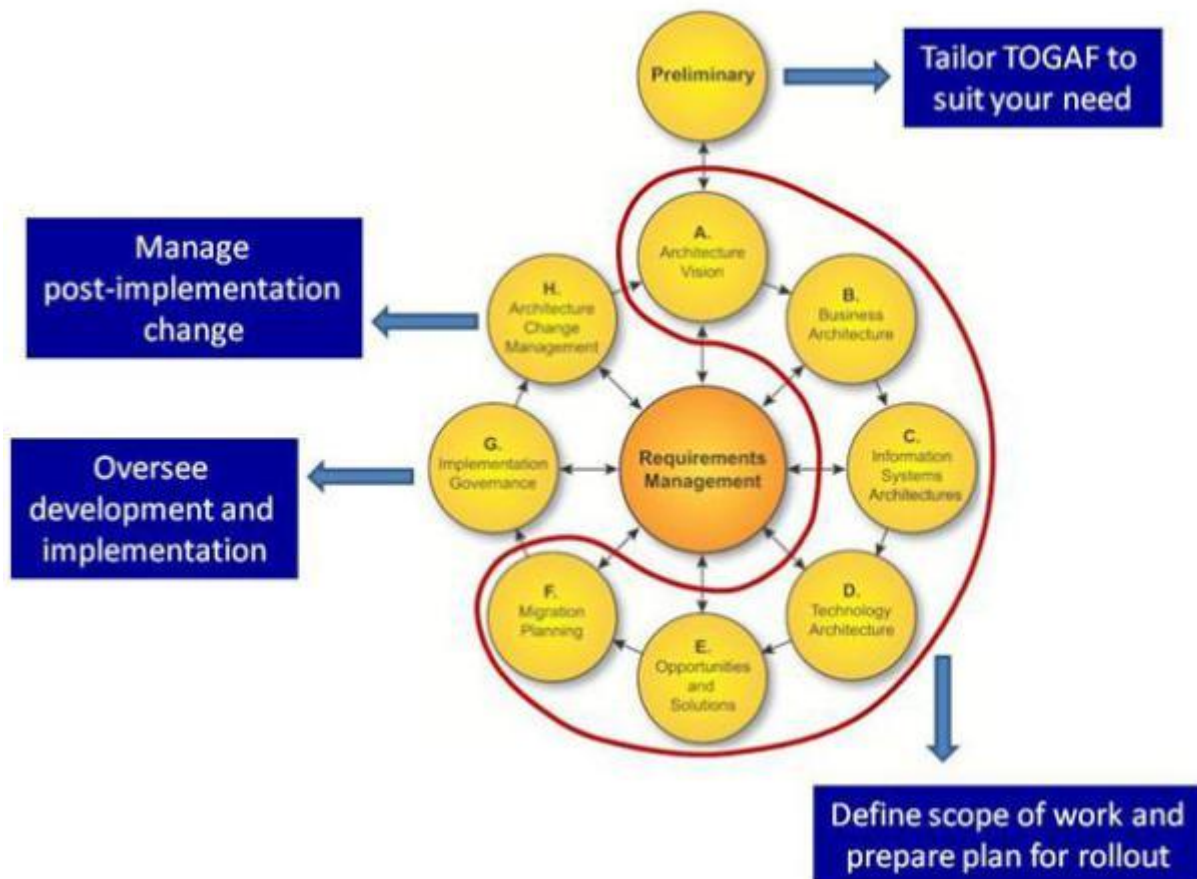 Preliminary
Tailor TOGAF to
suit your need
A.
Architecture
Vision
Manage
post-implementation
change
H.
Architecture
Change
Management
B.
Business
Architecture
G.
Implementation
Governance
Requirements
Management
C.
Information
Systems
Architectures
Oversee
development and
implementation
F.
Migration
Planning
E.
Opportunities
and
Solutions
D.
Technology
Architecture
Define scope of work and
prepare plan for rollout